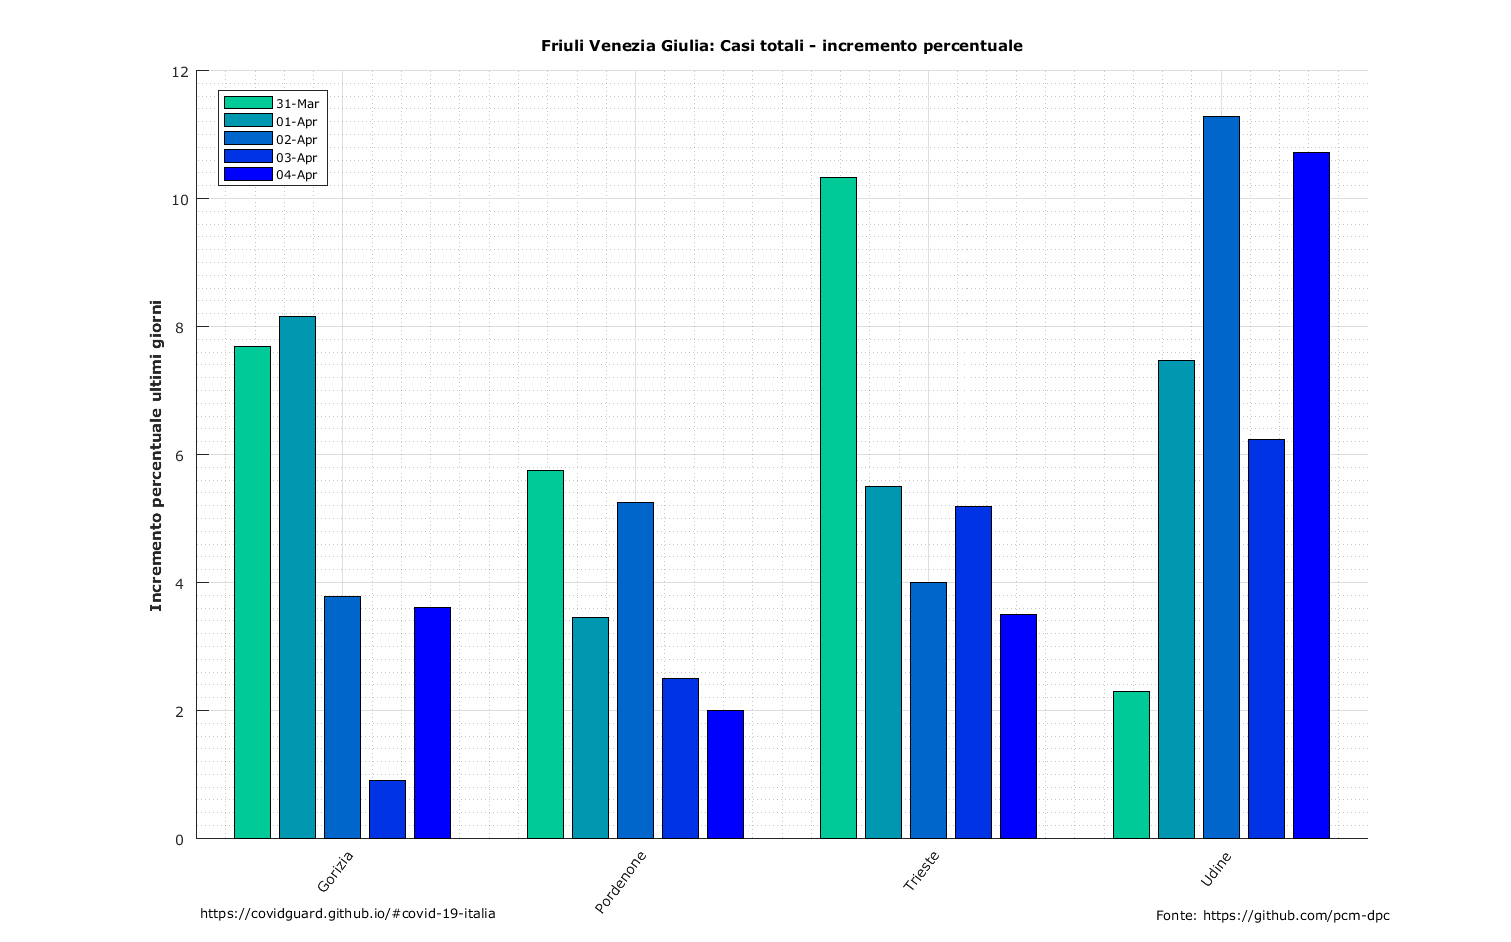 Friuli Venezia Giulia: Casi totali - incremento percentuale
12
10
8
6
4
2
0
Incremento percentuale ultimi giorni
31-Mar
01-Apr
02-Apr
03-Apr
04-Apr
Gorizia
Pordenone
Trieste
Udine
https://covidguard.github.io/#covid-19-italia
Fonte: https://github.com/pcm-dpc